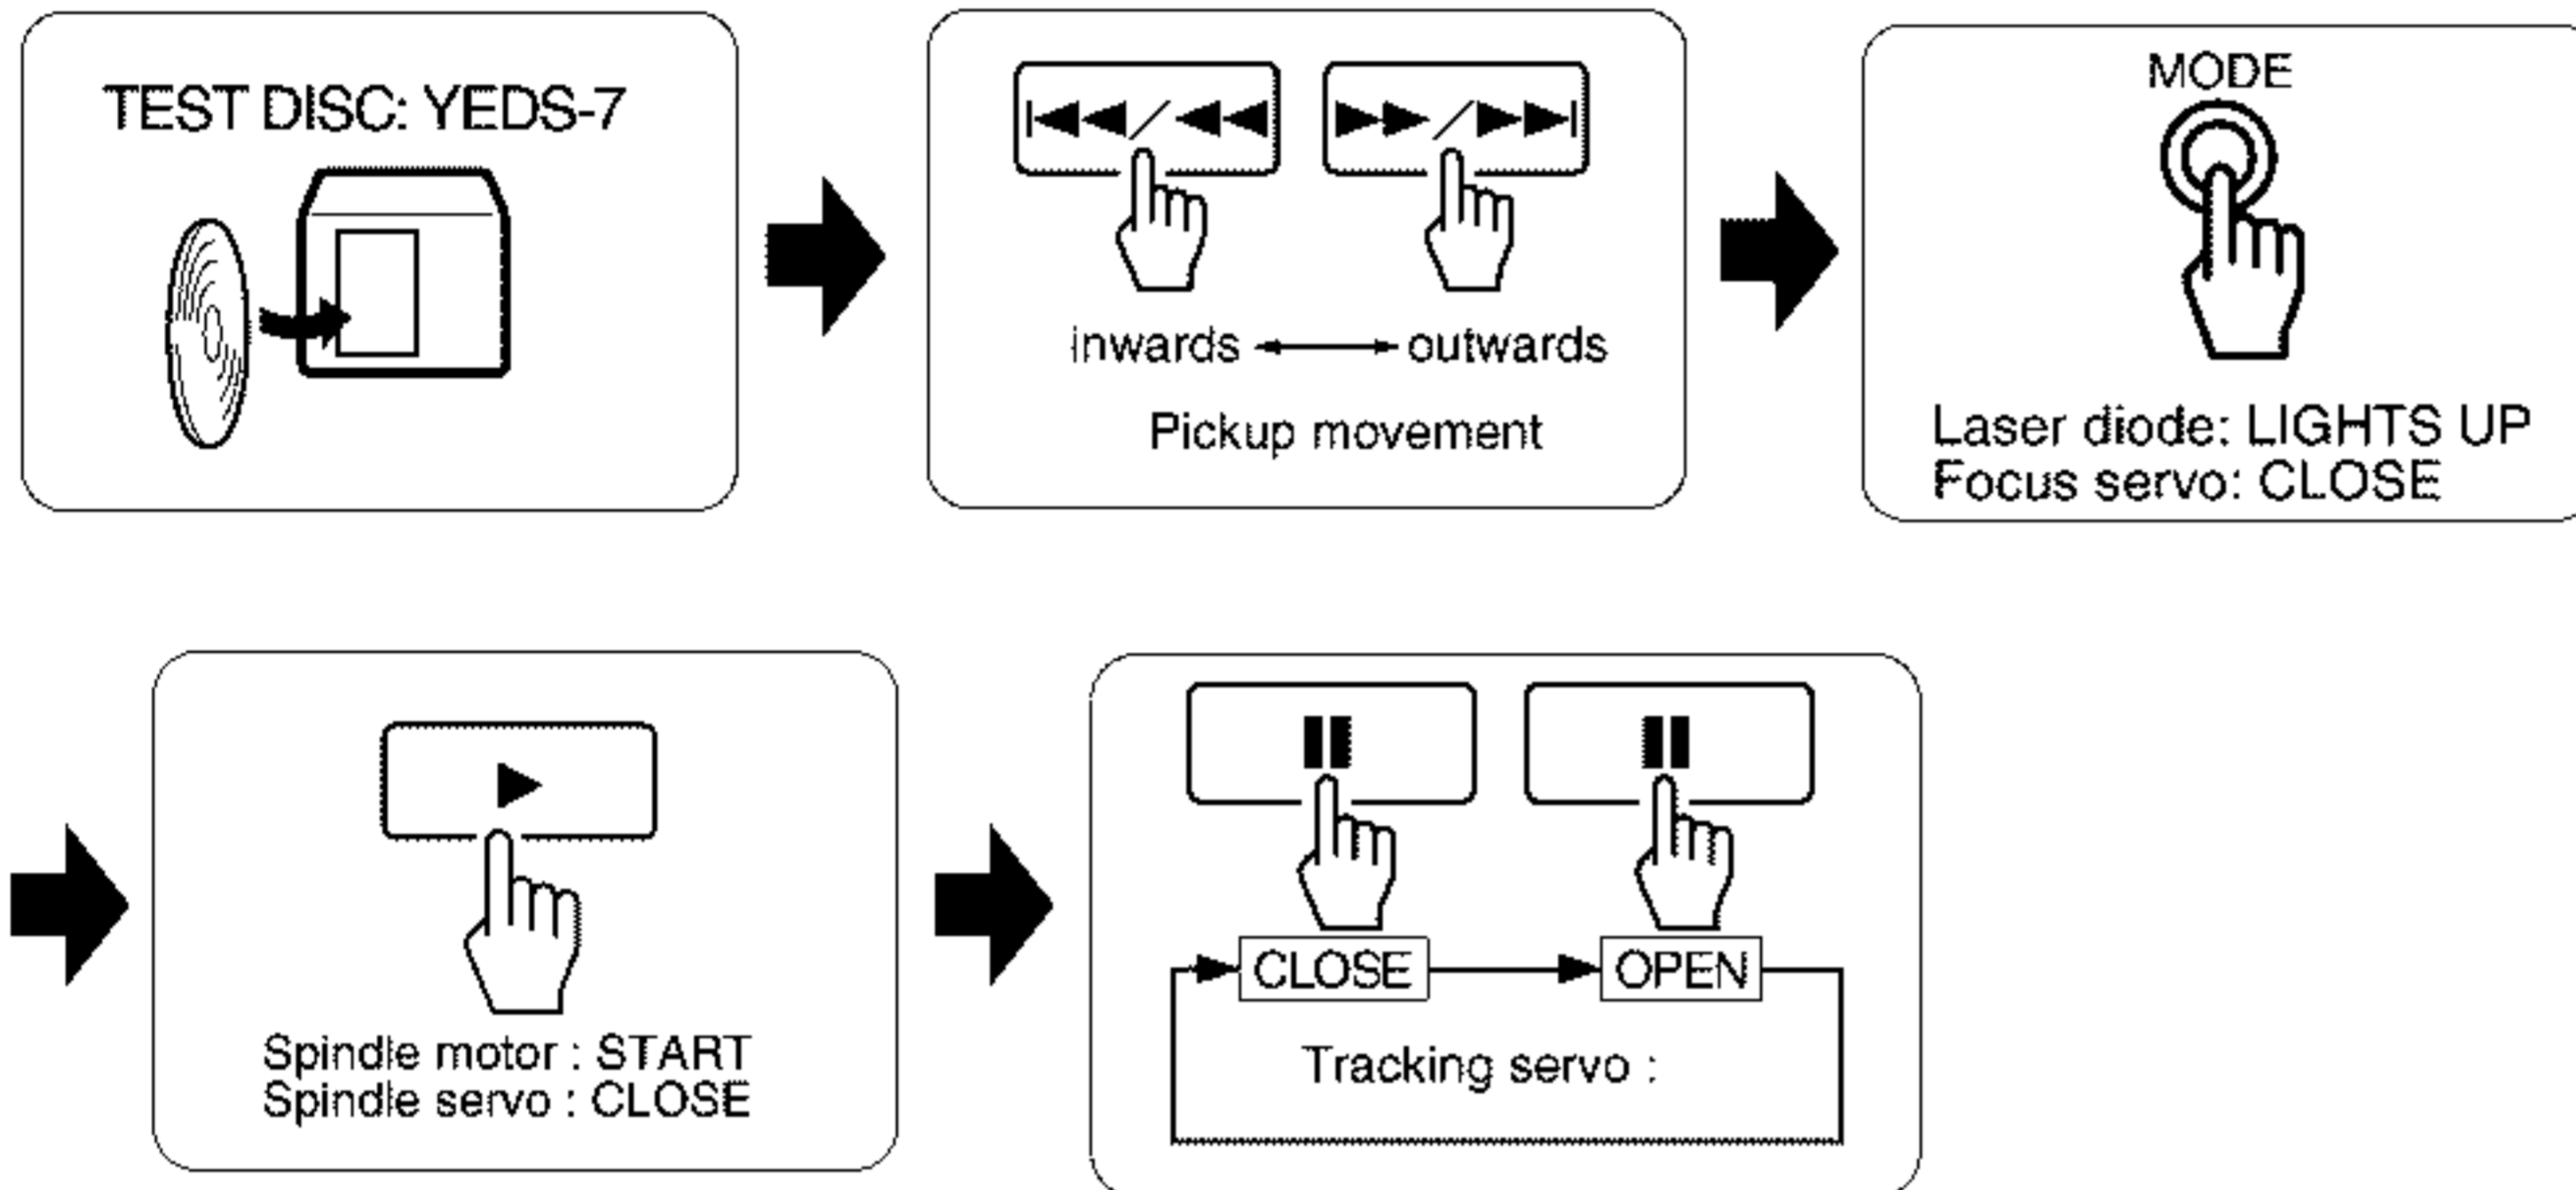 TEST DISC: YEDS-7
inwards
outwards
Pickup movement
MODE
Laser diode: LIGHTS UP
Focus servo: CLOSE
Spindle motor : START
Spindle servo : CLOSE
CLOSE
OPEN
Tracking servo :